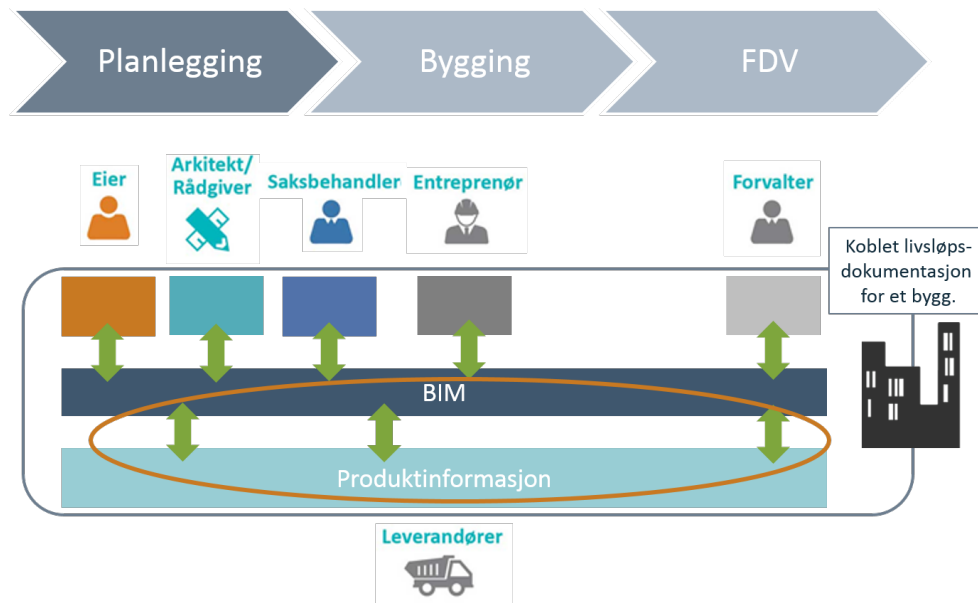 Planlegging
Bygging
FDV
Eier
Arkitekt/
Rådgiver
Saksbehandler
Entreprenør
Forvalter
Koblet livsløps-
dokumentasjon
for et bygg.
BIM
Produktinformasjon
Leverandører